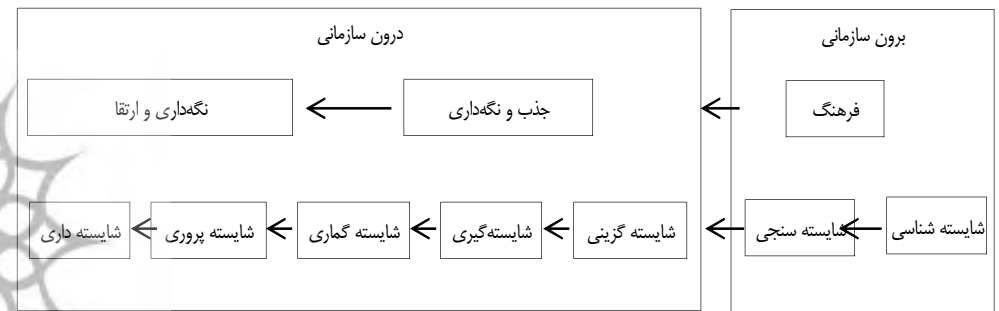 برون سازمانی
درون سازمانی
فرهنگ
جذب و نگه‌داری
نگه‌داری و ارتقا
شایسته شناسی
شایسته سنجی
شایسته گزینی
شایسته‌گیری
شایسته گماری
شایسته پروری
شایسته داری